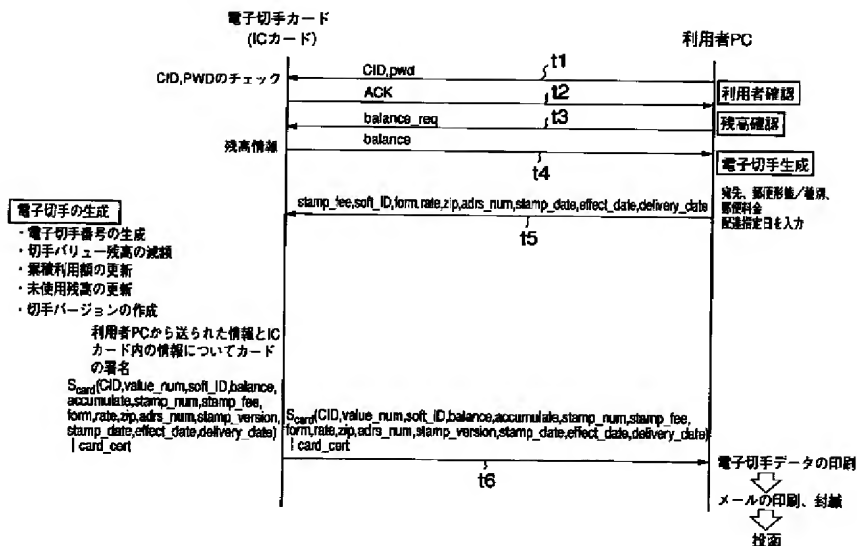 電子切手カード
(ICカード)
利用者PC
CID,pwd
t1
CID,PWDのチェック
ACK
t2
利用者確認
balance_req
t3
残高確認
残高情報
balance
t4
電子切手生成
宛先、郵便形態/種別、
郵便料金
配達指定日を入力
stamp_fee,soft_ID,form,rate,zip,adrs_num,stamp_date,effect_date,delivery_date
t5
電子切手の生成
・電子切手番号の生成
・切手バリュー残高の減額
・累積利用額の更新
・未使用残高の更新
・切手バージョンの作成
利用者PCから送られた情報とIC
カード内の情報についてカード
の署名
Scard(CID,value_num,soft_ID,balance,
accumulate,stamp_num,stamp_fee,
form,rate,zip,adrs_num,stamp_version,
stamp_date,effect_date,delivery_date)
| card_cert
Scard(CID,value_num,soft_ID,balance,accumulate,stamp_num,stamp_fee,
form,rate,zip,adrs_num,stamp_version,stamp_date,effect_date,delivery_date)
| card_cert
t6
電子切手データの印刷
メールの印刷、封緘
投函